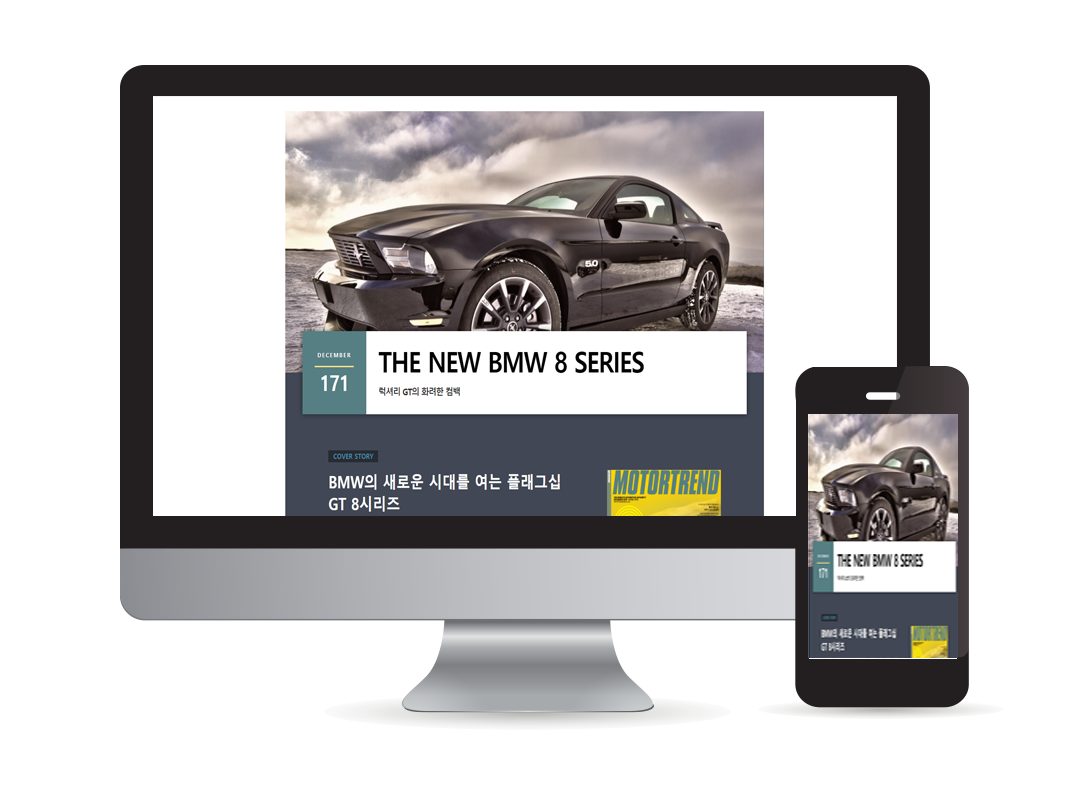 5.0
DECEMBER
171
THE NEW BMW 8 SERIES
럭셔리 GT의 화려한 컴백
COVER STORY
BMW의 새로운 시대를 여는 플래그십
GT 8시리즈
MOTORTREND
THE NEW BMW 8 SERIES
171
BMW의 새로운 시대를 여는 플래그십
GT 8시리즈
MOTORTREND